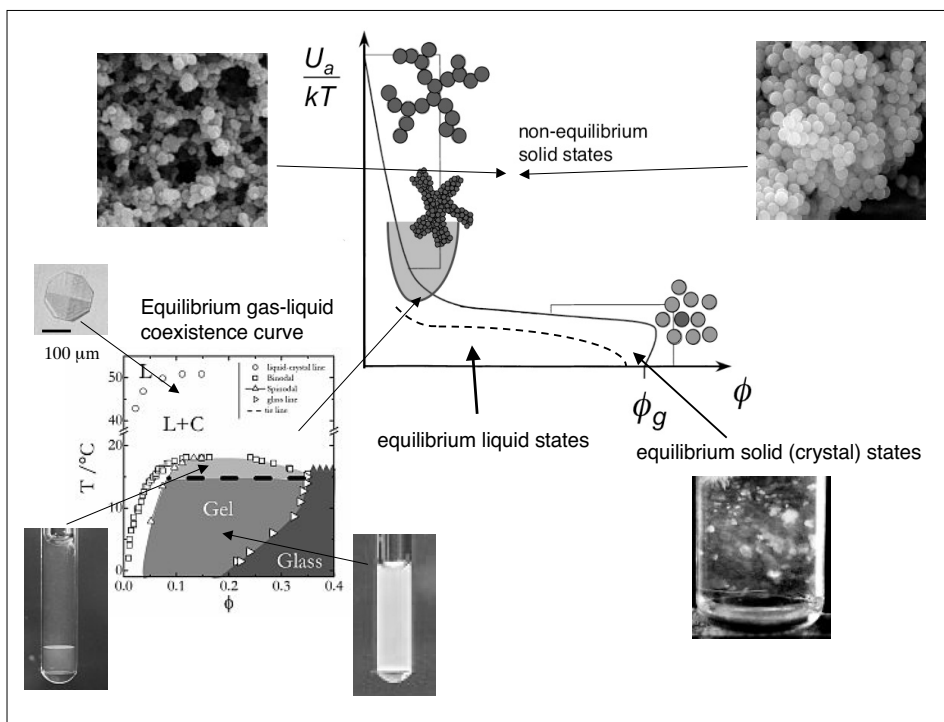 U_a
kT
non-equilibrium
solid states
Equilibrium gas-liquid
coexistence curve
100 μm
ϕ_g
ϕ
equilibrium liquid states
equilibrium solid (crystal) states
L
liquid-crystal line
Binodal
Spinodal
glass line
tie line
L+C
Gel
Glass
T /°C
50
40
20
10
0
0.0 0.1 0.2 0.3 0.4
ϕ